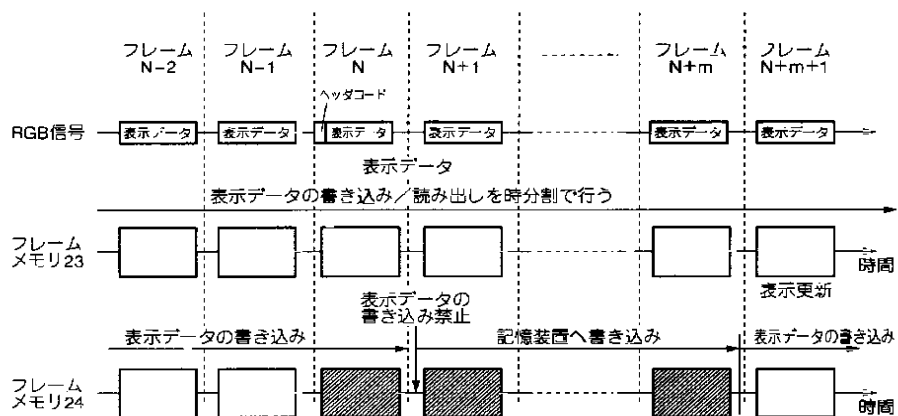 フレーム
N-2
フレーム
N-1
フレーム
N
フレーム
N+1
フレーム
N+m
フレーム
N+m+1
ヘッダコード
RGB信号
表示データ
表示データ
表示データ
表示データ
表示データ
表示データ
表示データ
表示データの書き込み/読み出しを時分割で行う
フレーム
メモリ23
時間
表示更新
表示データの
書き込み禁止
表示データの書き込み
記憶装置へ書き込み
表示データの書き込み
フレーム
メモリ24
時間